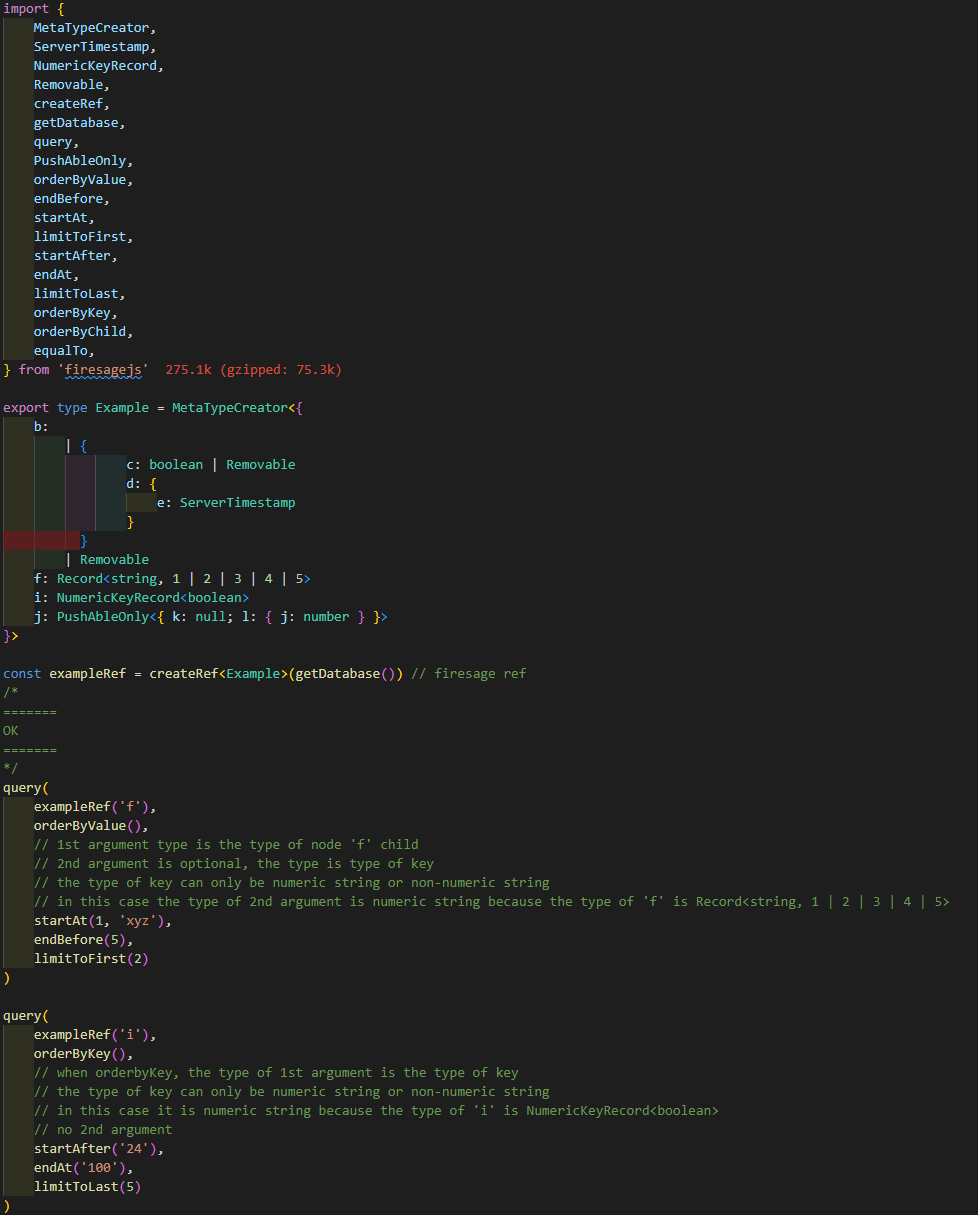 import {
    MetaTypeCreator,
    ServerTimestamp,
    NumericKeyRecord,
    Removable,
    createRef,
    getDatabase,
    query,
    PushAbleOnly,
    orderByValue,
    endBefore,
    startAt,
    limitToFirst,
    startAfter,
    endAt,
    limitToLast,
    orderByKey,
    orderByChild,
    equalTo,
} from 'firesagejs'  275.1k (gzipped: 75.3k)
export type Example = MetaTypeCreator<{
    b:
        | {
                c: boolean | Removable
                d: {
                    e: ServerTimestamp
                }
          }
        | Removable
    f: Record<string, 1 | 2 | 3 | 4 | 5>
    i: NumericKeyRecord<boolean>
    j: PushAbleOnly<{ k: null; l: { j: number } }>
}>
const exampleRef = createRef<Example>(getDatabase()) // firesage ref
/*
=======
OK
=======
*/
query(
    exampleRef('f'),
    orderByValue(),
    // 1st argument type is the type of node 'f' child
    // 2nd argument is optional, the type is type of key
    // the type of key can only be numeric string or non-numeric string
    // in this case the type of 2nd argument is numeric string because the type of 'f' is Record<string, 1 | 2 | 3 | 4 | 5>
    startAt(1, 'xyz'),
    endBefore(5),
    limitToFirst(2)
)
query(
    exampleRef('i'),
    orderByKey(),
    // when orderbyKey, the type of 1st argument is the type of key
    // the type of key can only be numeric string or non-numeric string
    // in this case it is numeric string because the type of 'i' is NumericKeyRecord<boolean>
    // no 2nd argument
    startAfter('24'),
    endAt('100'),
    limitToLast(5)
)